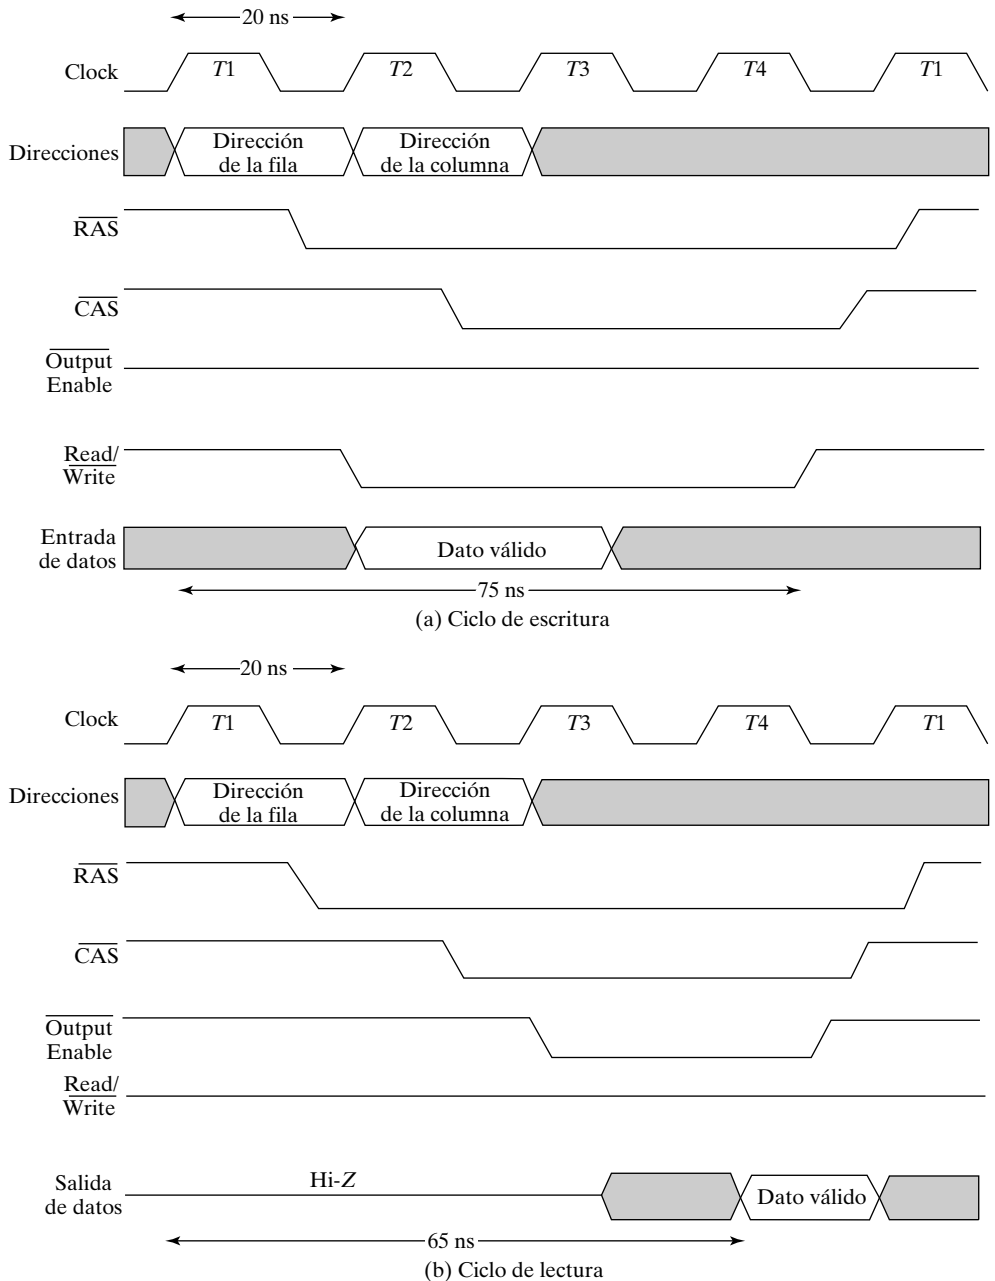 20 ns
Clock
T1
T2
T3
T4
T1
Direcciones
Dirección
de la fila
Dirección
de la columna
RAS
CAS
Output
Enable
Read/
Write
Entrada
de datos
Dato válido
75 ns
(a) Ciclo de escritura
20 ns
Clock
T1
T2
T3
T4
T1
Direcciones
Dirección
de la fila
Dirección
de la columna
RAS
CAS
Output
Enable
Read/
Write
Salida
de datos
Hi-Z
Dato válido
65 ns
(b) Ciclo de lectura